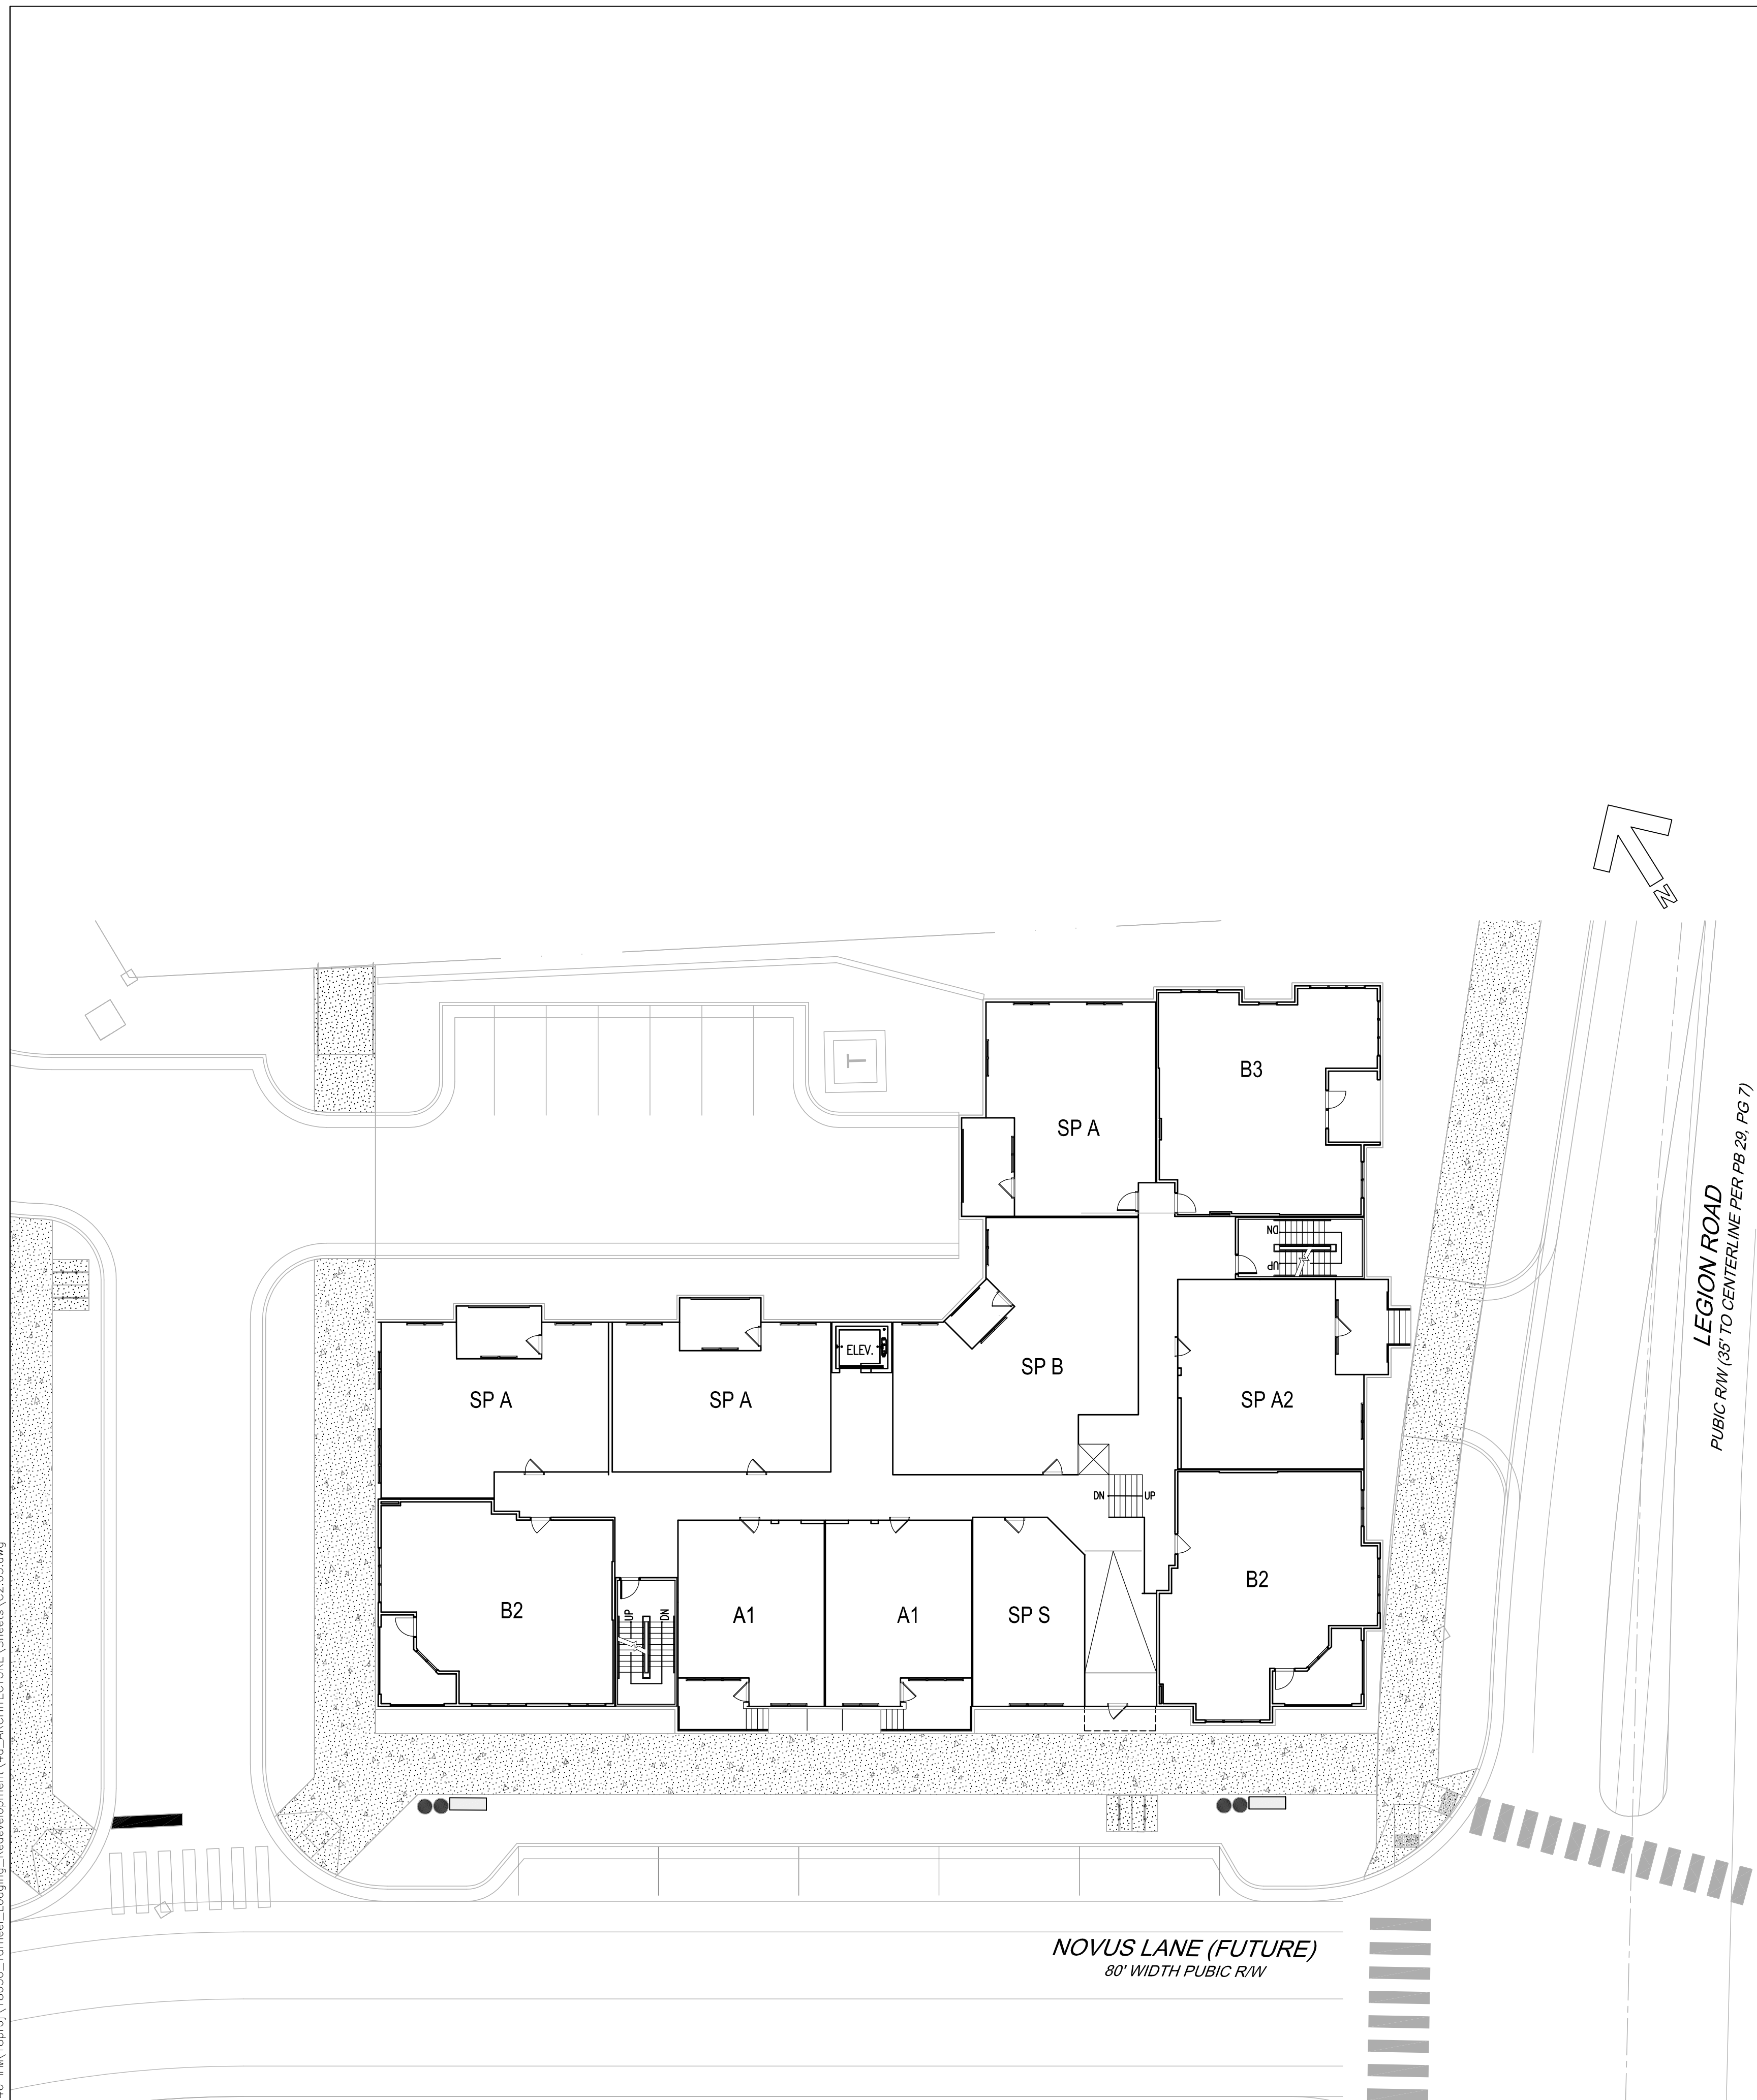 N
T
B3
SP A
LEGION ROAD
PUBIC R/W (35' TO CENTERLINE PER PB 29, PG 7)
DN
UP
ELEV.
SP B
SP A
SP A
SP A2
DN
UP
B2
B2
UP
DN
A1
A1
SP S
NOVUS LANE (FUTURE)
80' WIDTH PUBIC R/W